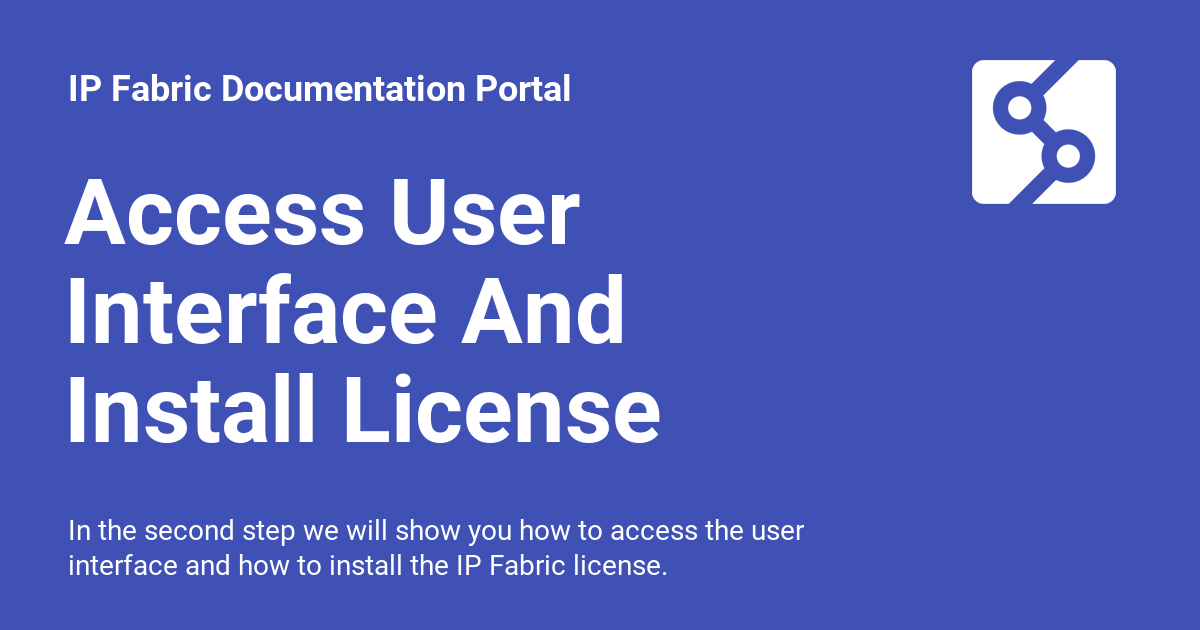 IP Fabric Documentation Portal
Access User
Interface And
Install License
In the second step we will show you how to access the user
interface and how to install the IP Fabric license.